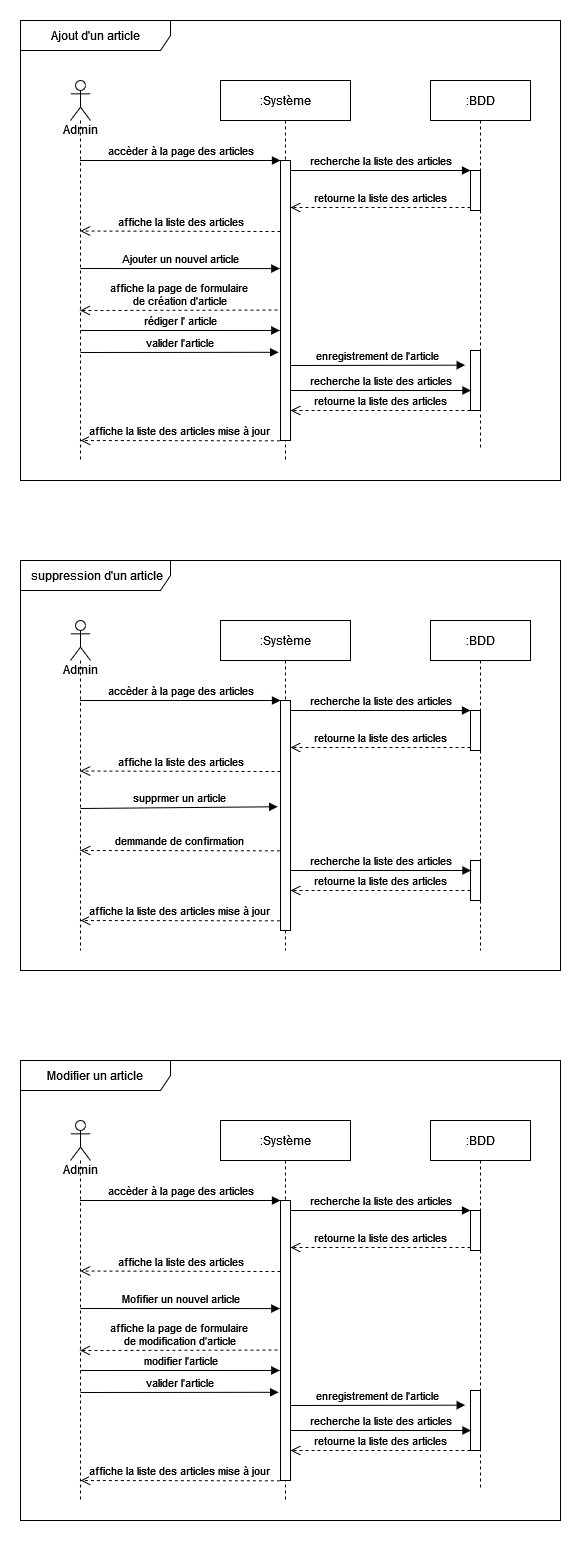 Ajout d'un article
:Système
:BDD
Admin
accèder à la page des articles
recherche la liste des articles
retourne la liste des articles
affiche la liste des articles
Ajouter un nouvel article
affiche la page de formulaire
de création d'article
rédiger l' article
valider l'article
enregistrement de l'article
recherche la liste des articles
retourne la liste des articles
affiche la liste des articles mise à jour
suppression d'un article
:Système
:BDD
Admin
accèder à la page des articles
recherche la liste des articles
retourne la liste des articles
affiche la liste des articles
supprmer un article
demmande de confirmation
recherche la liste des articles
retourne la liste des articles
affiche la liste des articles mise à jour
Modifier un article
:Système
:BDD
Admin
accèder à la page des articles
recherche la liste des articles
retourne la liste des articles
affiche la liste des articles
Mofifier un nouvel article
affiche la page de formulaire
de modification d'article
modifier l'article
valider l'article
enregistrement de l'article
recherche la liste des articles
retourne la liste des articles
affiche la liste des articles mise à jour